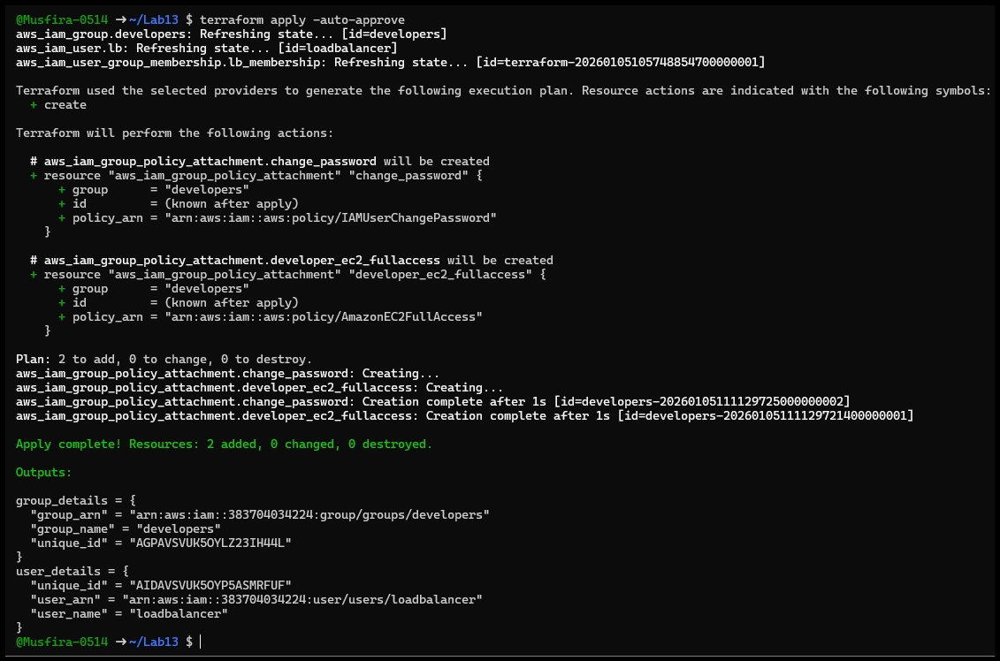 @Musfira-0514 →~/Lab13 $ terraform apply -auto-approve
aws_iam_group.developers: Refreshing state... [id=developers]
aws_iam_user.lb: Refreshing state... [id=loadbalancer]
aws_iam_user_group_membership.lb_membership: Refreshing state... [id=terraform-20260105105748854700000001]

Terraform used the selected providers to generate the following execution plan. Resource actions are indicated with the following symbols:
  + create

Terraform will perform the following actions:

  # aws_iam_group_policy_attachment.change_password will be created
  + resource "aws_iam_group_policy_attachment" "change_password" {
      + group      = "developers"
      + id         = (known after apply)
      + policy_arn = "arn:aws:iam::aws:policy/IAMUserChangePassword"
    }

  # aws_iam_group_policy_attachment.developer_ec2_fullaccess will be created
  + resource "aws_iam_group_policy_attachment" "developer_ec2_fullaccess" {
      + group      = "developers"
      + id         = (known after apply)
      + policy_arn = "arn:aws:iam::aws:policy/AmazonEC2FullAccess"
    }

Plan: 2 to add, 0 to change, 0 to destroy.
aws_iam_group_policy_attachment.change_password: Creating...
aws_iam_group_policy_attachment.developer_ec2_fullaccess: Creating...
aws_iam_group_policy_attachment.change_password: Creation complete after 1s [id=developers-20260105111129725000000002]
aws_iam_group_policy_attachment.developer_ec2_fullaccess: Creation complete after 1s [id=developers-20260105111129721400000001]

Apply complete! Resources: 2 added, 0 changed, 0 destroyed.

Outputs:

group_details = {
  "group_arn" = "arn:aws:iam::383704034224:group/groups/developers"
  "group_name" = "developers"
  "unique_id" = "AGPAVSVUK5OYLZ23IH44L"
}
user_details = {
  "unique_id" = "AIDAVSVUK5OYP5ASMRFUF"
  "user_arn" = "arn:aws:iam::383704034224:user/users/loadbalancer"
  "user_name" = "loadbalancer"
}
@Musfira-0514 →~/Lab13 $